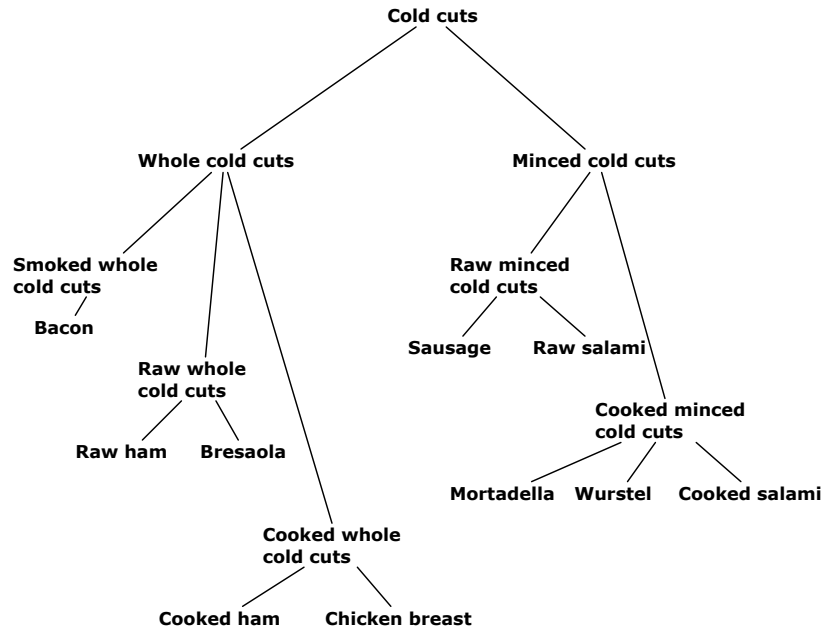 Cold cuts
Whole cold cuts
Minced cold cuts
Smoked whole
cold cuts
Raw minced
cold cuts
Bacon
Sausage
Raw salami
Raw whole
cold cuts
Cooked minced
cold cuts
Raw ham
Bresaola
Mortadella
Wurstel
Cooked salami
Cooked whole
cold cuts
Cooked ham
Chicken breast